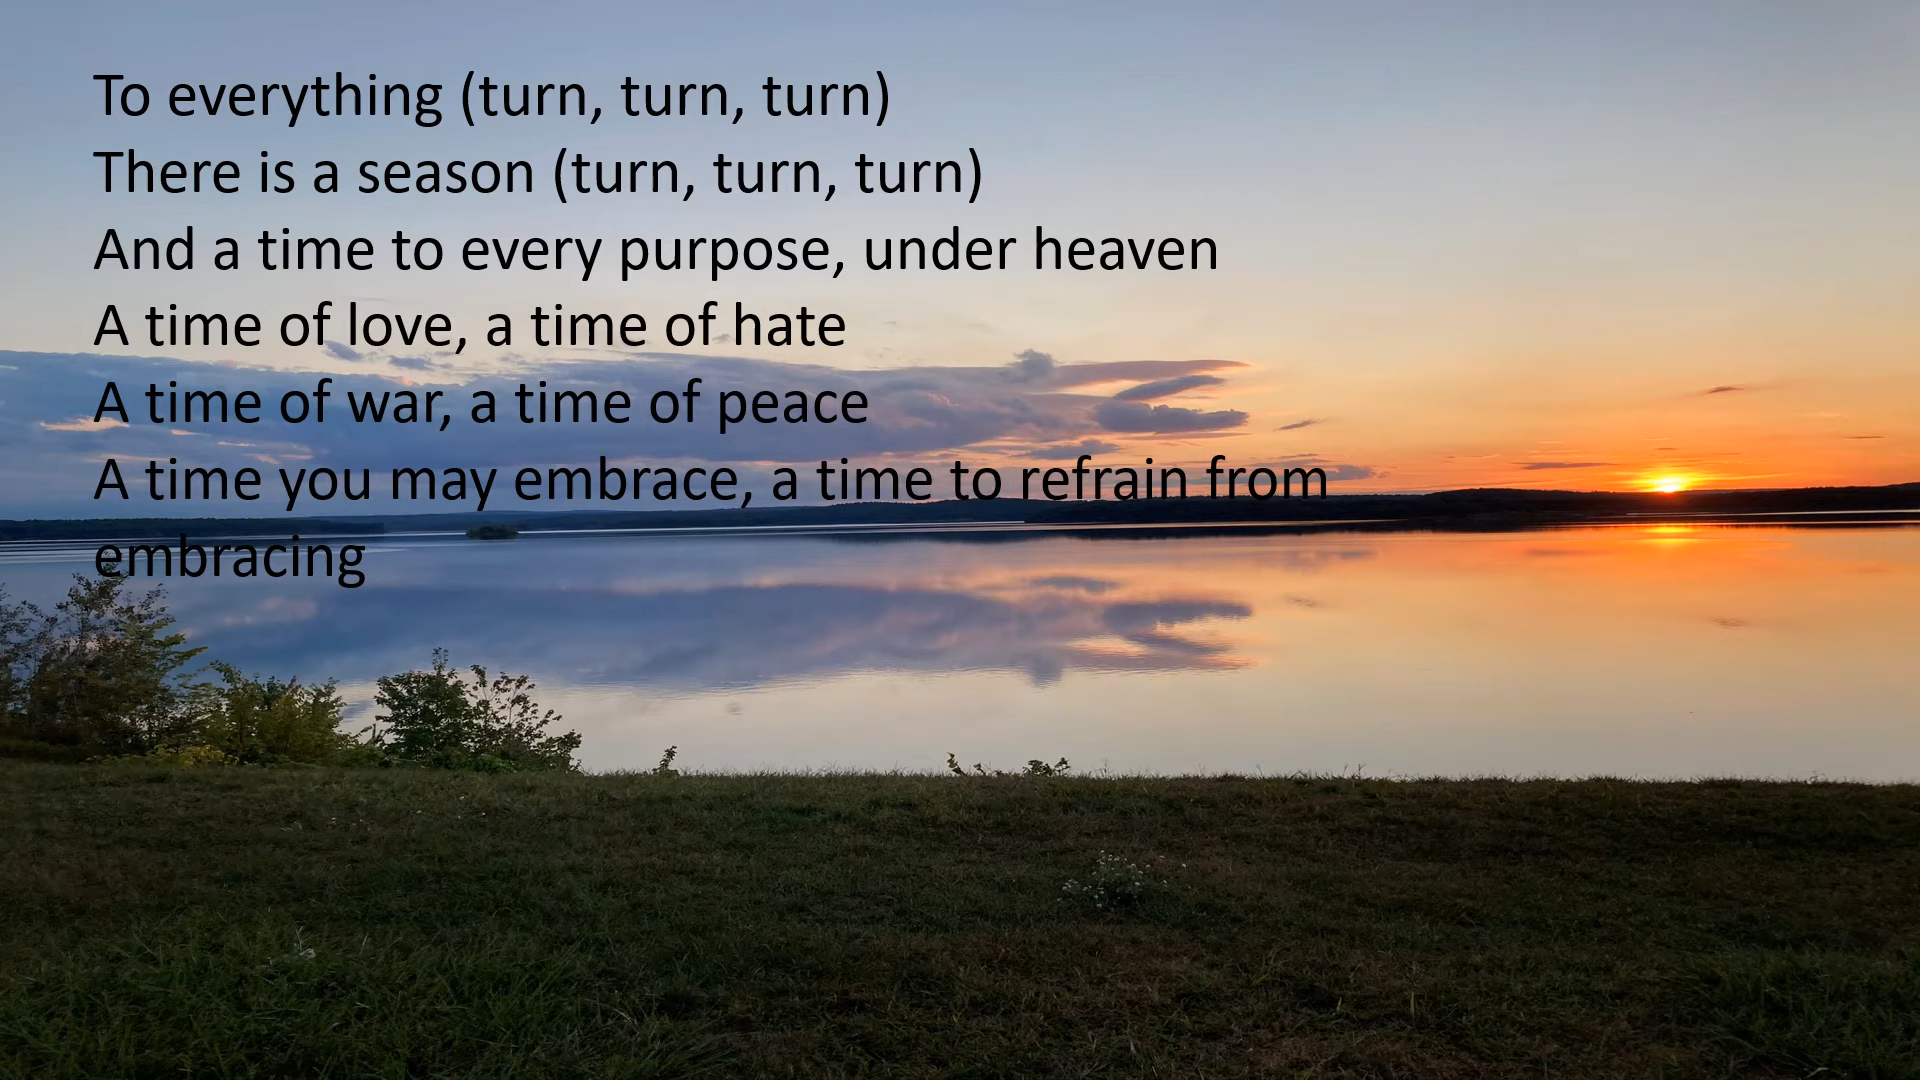 To everything (turn, turn, turn)
There is a season (turn, turn, turn)
And a time to every purpose, under heaven
A time of love, a time of hate
A time of war, a time of peace
A time you may embrace, a time to refrain from
embracing